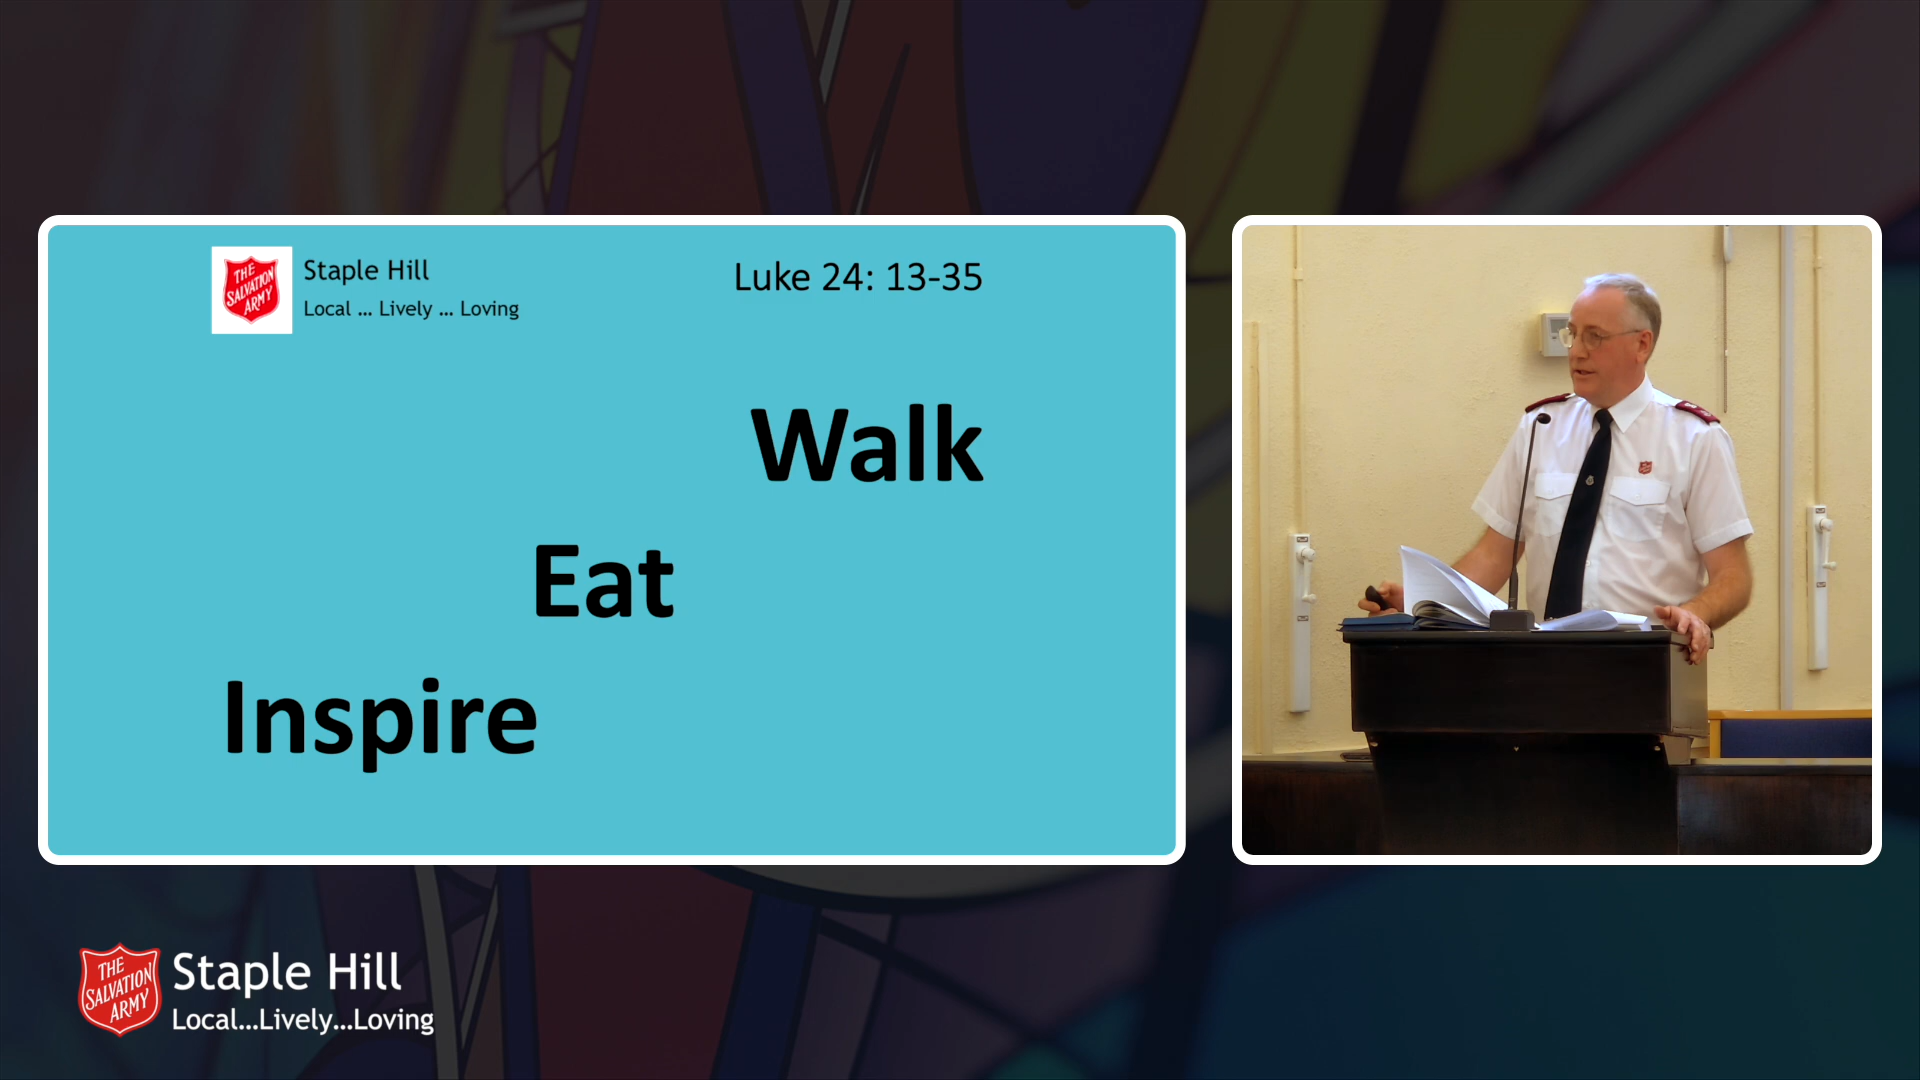 THE
SALVATION
ARMY
Staple Hill
Local ... Lively ... Loving
Luke 24: 13-35
Walk
Eat
Inspire
THE
SALVATION
ARMY
Staple Hill
Local...Lively...Loving